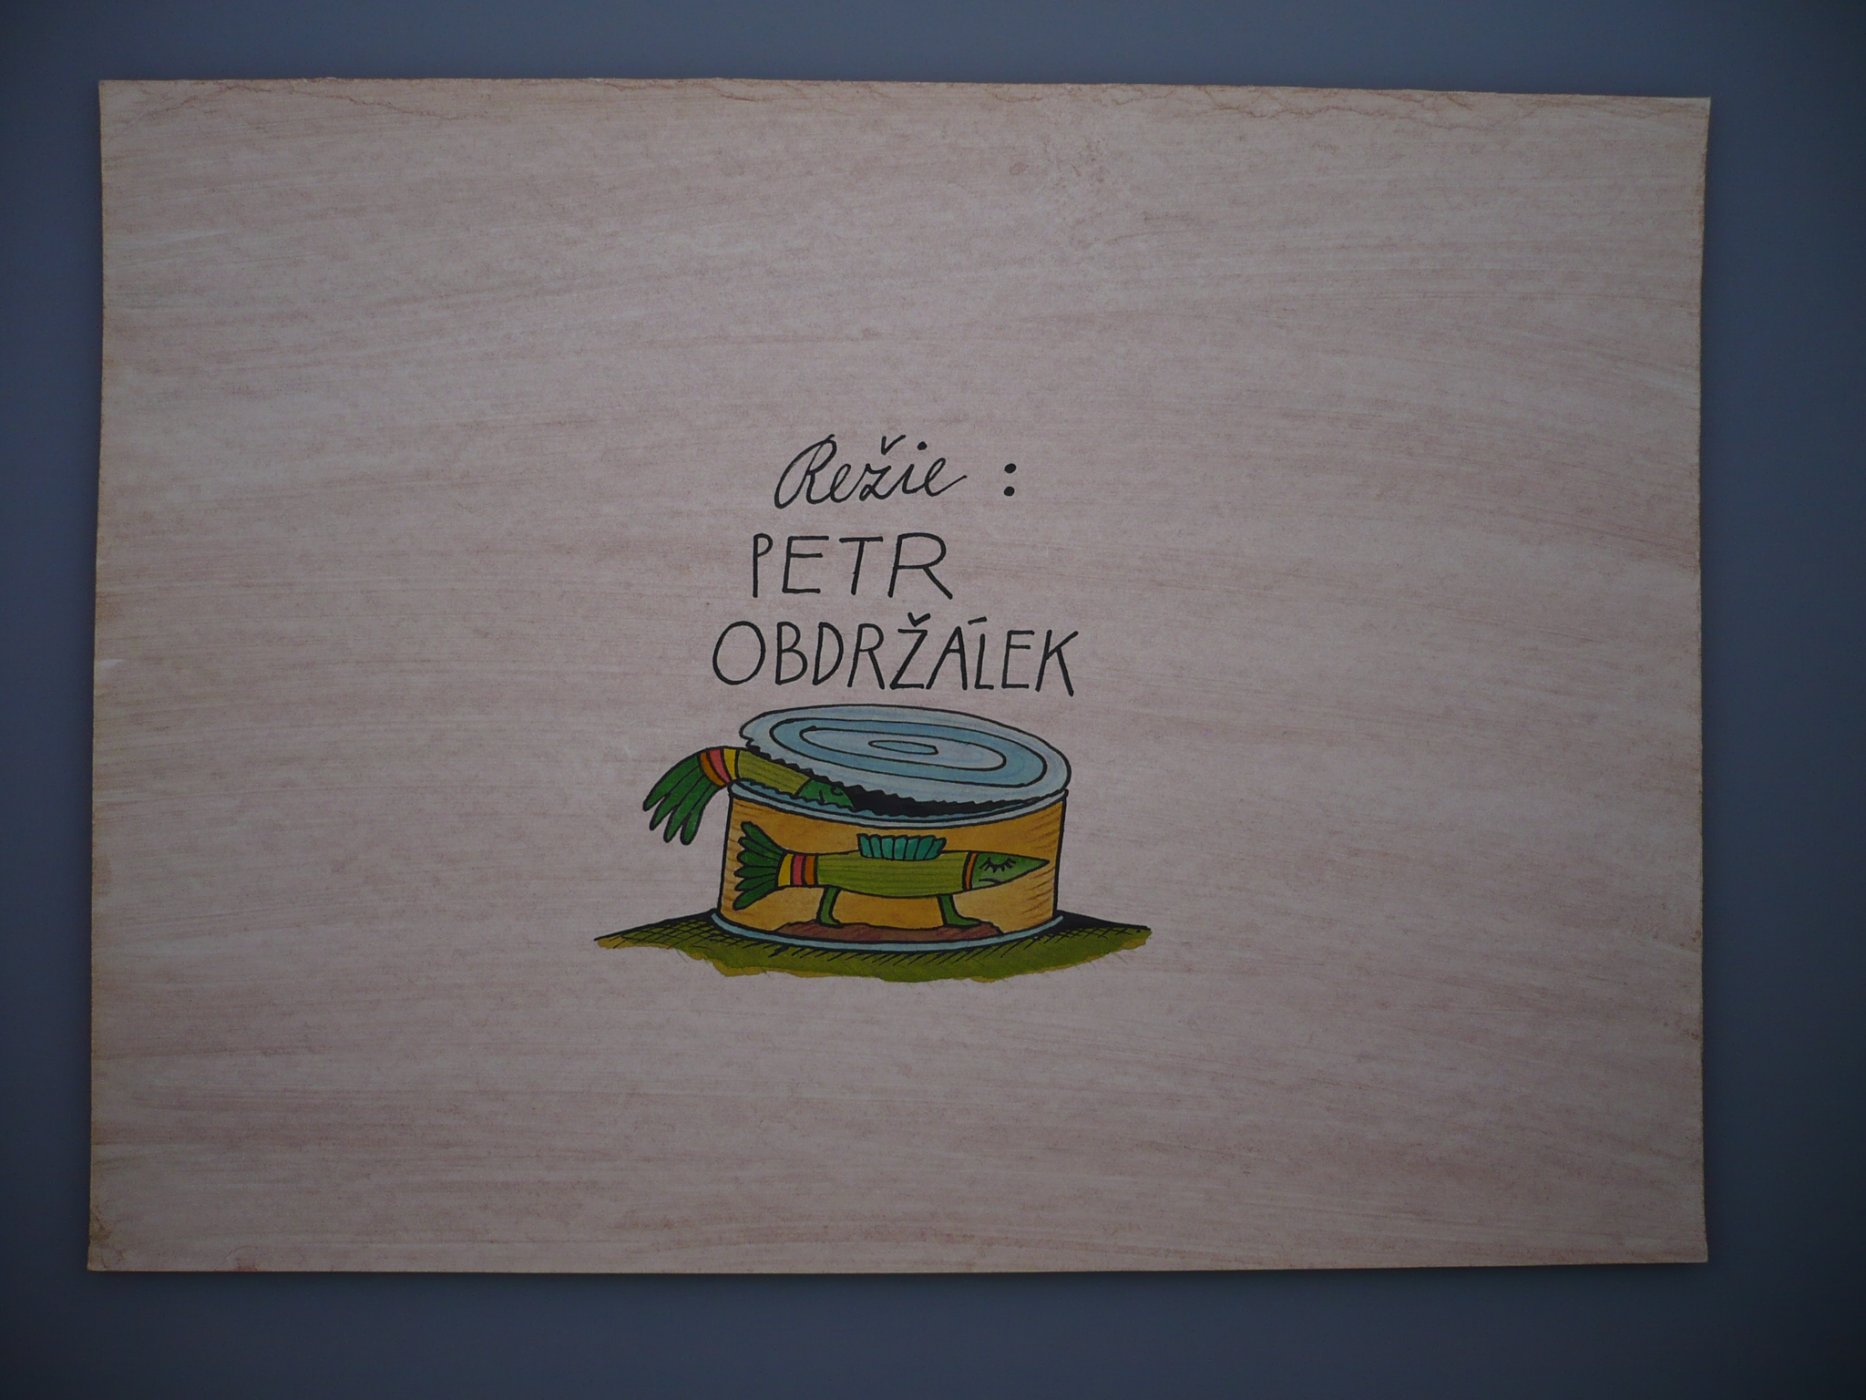 Režie :
PETR
OBDRŽÁLEK